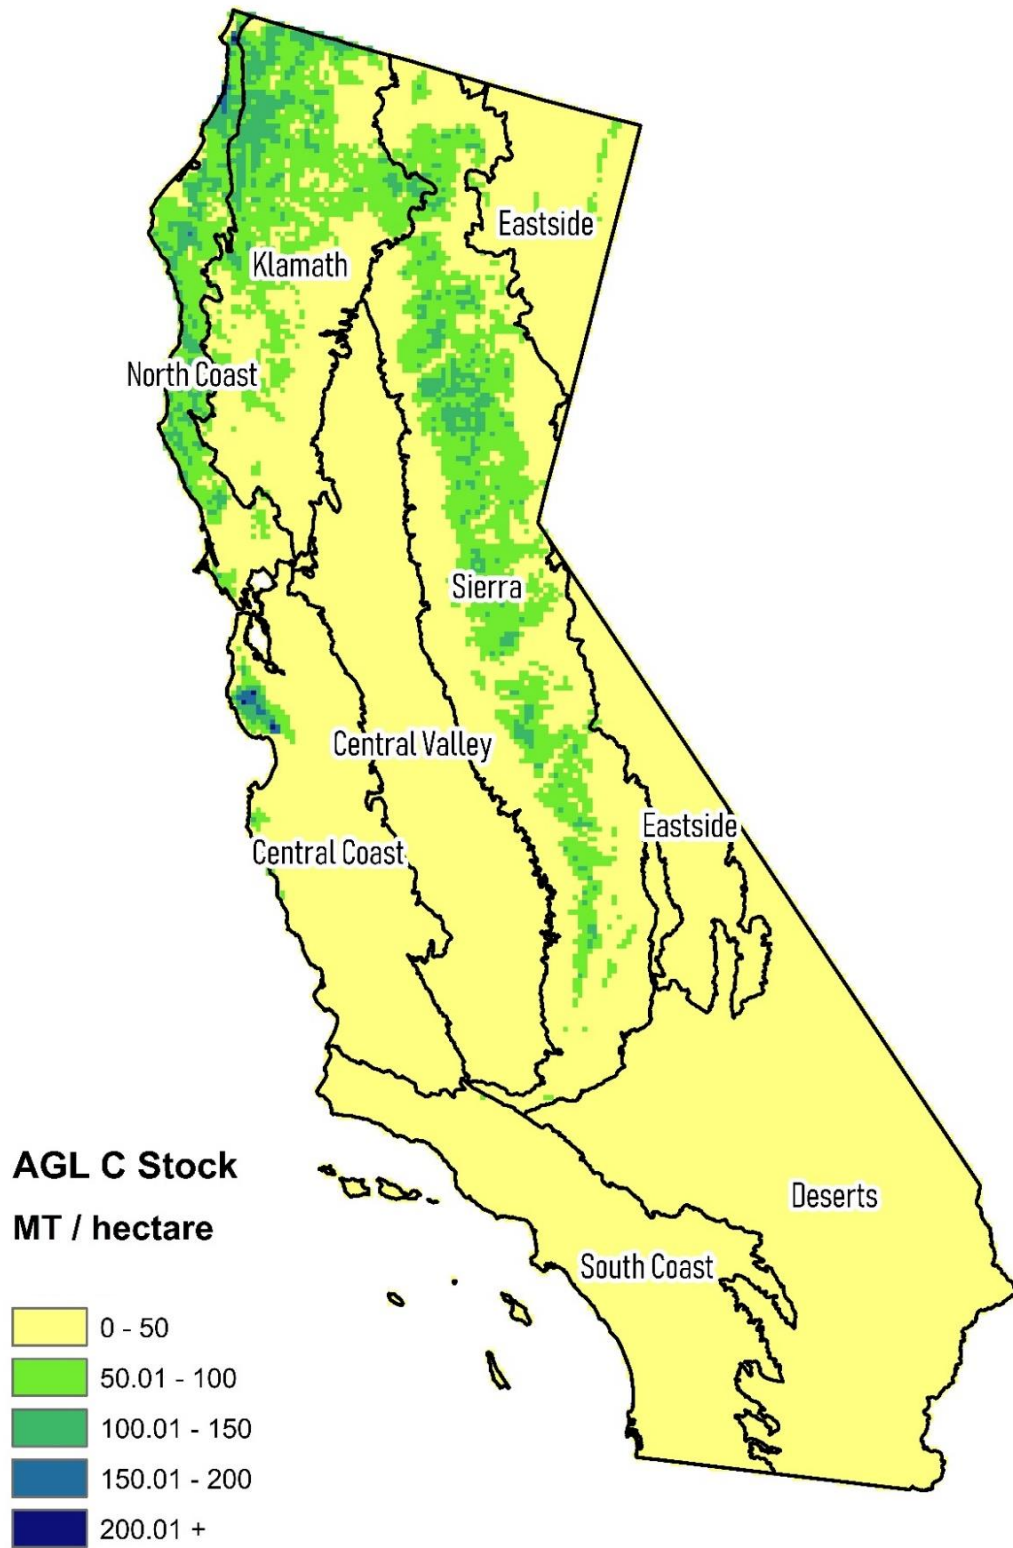 Eastside
Klamath
North Coast
Sierra
Central Valley
Eastside
Central Coast
AGL C Stock
MT / hectare
Deserts
South Coast
0 - 50
50.01 - 100
100.01 - 150
150.01 - 200
200.01 +